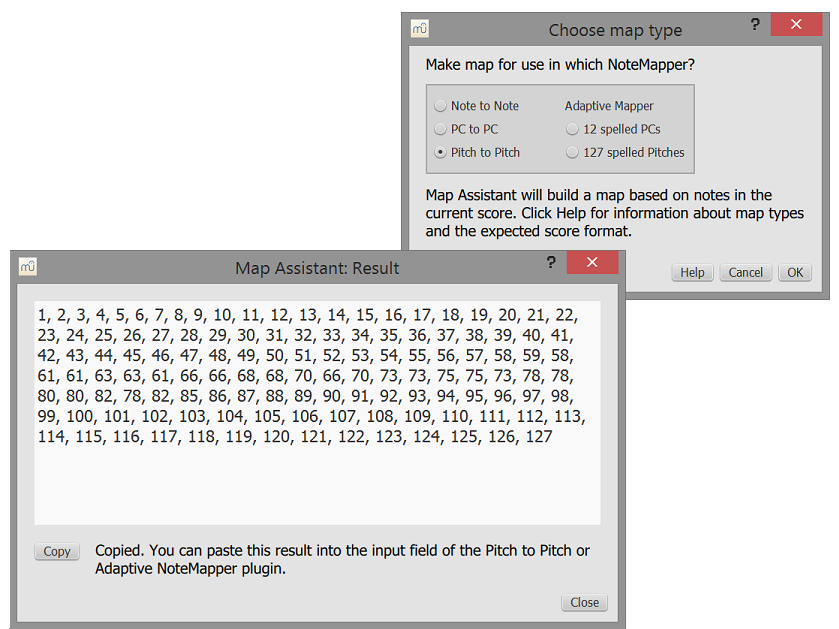 mü
Choose map type
?
Make map for use in which NoteMapper?
Note to Note
Adaptive Mapper
PC to PC
12 spelled PCs
Pitch to Pitch
127 spelled Pitches
Map Assistant will build a map based on notes in the
current score. Click Help for information about map types
and the expected score format.
Help
Cancel
OK
mü
Map Assistant: Result
?
1, 2, 3, 4, 5, 6, 7, 8, 9, 10, 11, 12, 13, 14, 15, 16, 17, 18, 19, 20, 21, 22,
23, 24, 25, 26, 27, 28, 29, 30, 31, 32, 33, 34, 35, 36, 37, 38, 39, 40, 41,
42, 43, 44, 45, 46, 47, 48, 49, 50, 51, 52, 53, 54, 55, 56, 57, 58, 59, 58,
61, 61, 63, 63, 61, 66, 66, 68, 68, 70, 66, 70, 73, 73, 75, 75, 73, 78, 78,
80, 80, 82, 78, 82, 85, 86, 87, 88, 89, 90, 91, 92, 93, 94, 95, 96, 97, 98,
99, 100, 101, 102, 103, 104, 105, 106, 107, 108, 109, 110, 111, 112, 113,
114, 115, 116, 117, 118, 119, 120, 121, 122, 123, 124, 125, 126, 127
Copy
Copied. You can paste this result into the input field of the Pitch to Pitch or
Adaptive NoteMapper plugin.
Close